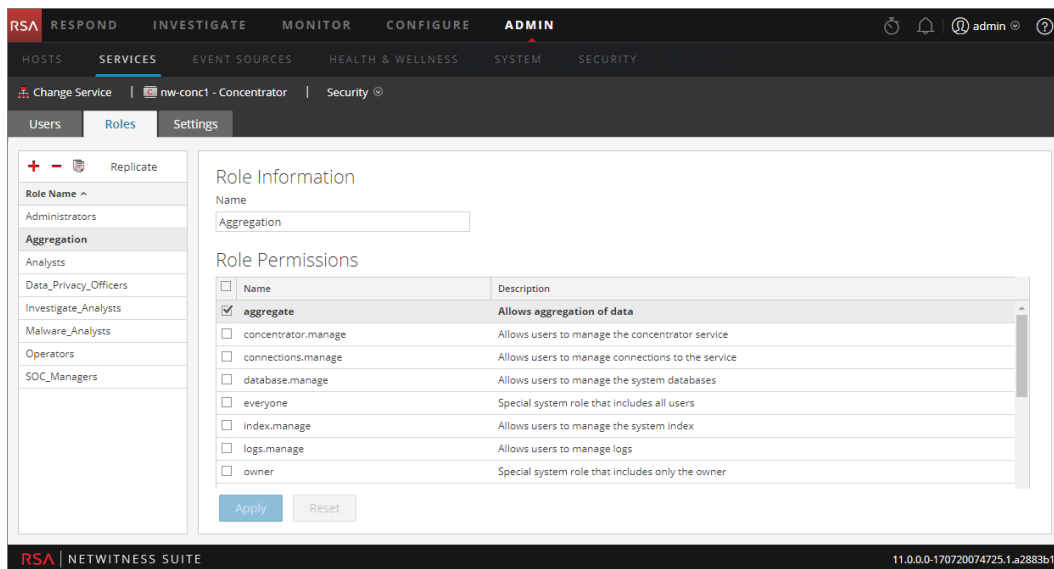 RSA RESPOND INVESTIGATE MONITOR CONFIGURE ADMIN admin
HOSTS SERVICES EVENT SOURCES HEALTH & WELLNESS SYSTEM SECURITY
Change Service | nw-conc1 - Concentrator | Security
Users Roles Settings
Replicate
Role Name
Administrators
Aggregation
Analysts
Data_Privacy_Officers
Investigate_Analysts
Malware_Analysts
Operators
SOC_Managers
Role Information
Name
Aggregation
Role Permissions
Name Description
aggregate Allows aggregation of data
concentrator.manage Allows users to manage the concentrator service
connections.manage Allows users to manage connections to the service
database.manage Allows users to manage the system databases
everyone Special system role that includes all users
index.manage Allows users to manage the system index
logs.manage Allows users to manage logs
owner Special system role that includes only the owner
Apply Reset
RSA | NETWITNESS SUITE 11.0.0.0-170720074725.1.a2883b1